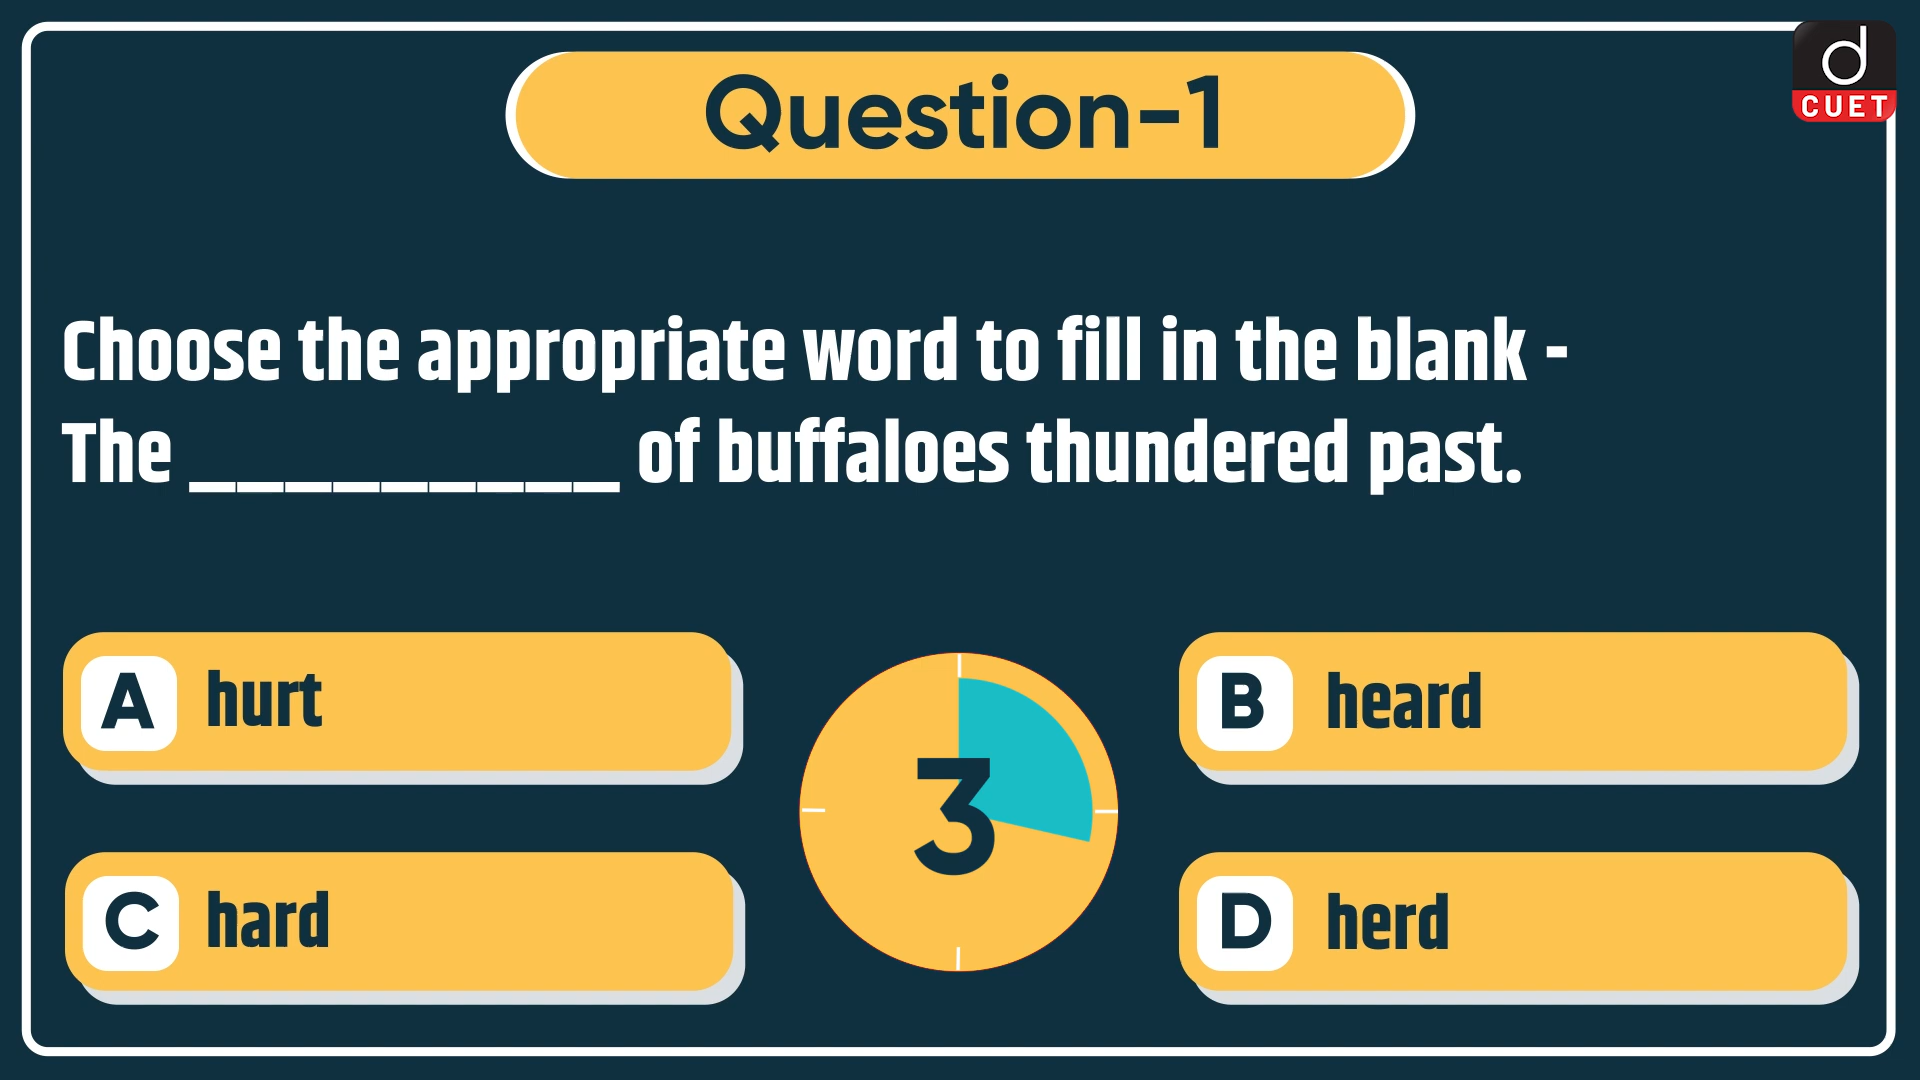 d
CUET
Question-1
Choose the appropriate word to fill in the blank -
The _________ of buffaloes thundered past.
A hurt
B heard
3
C hard
D herd